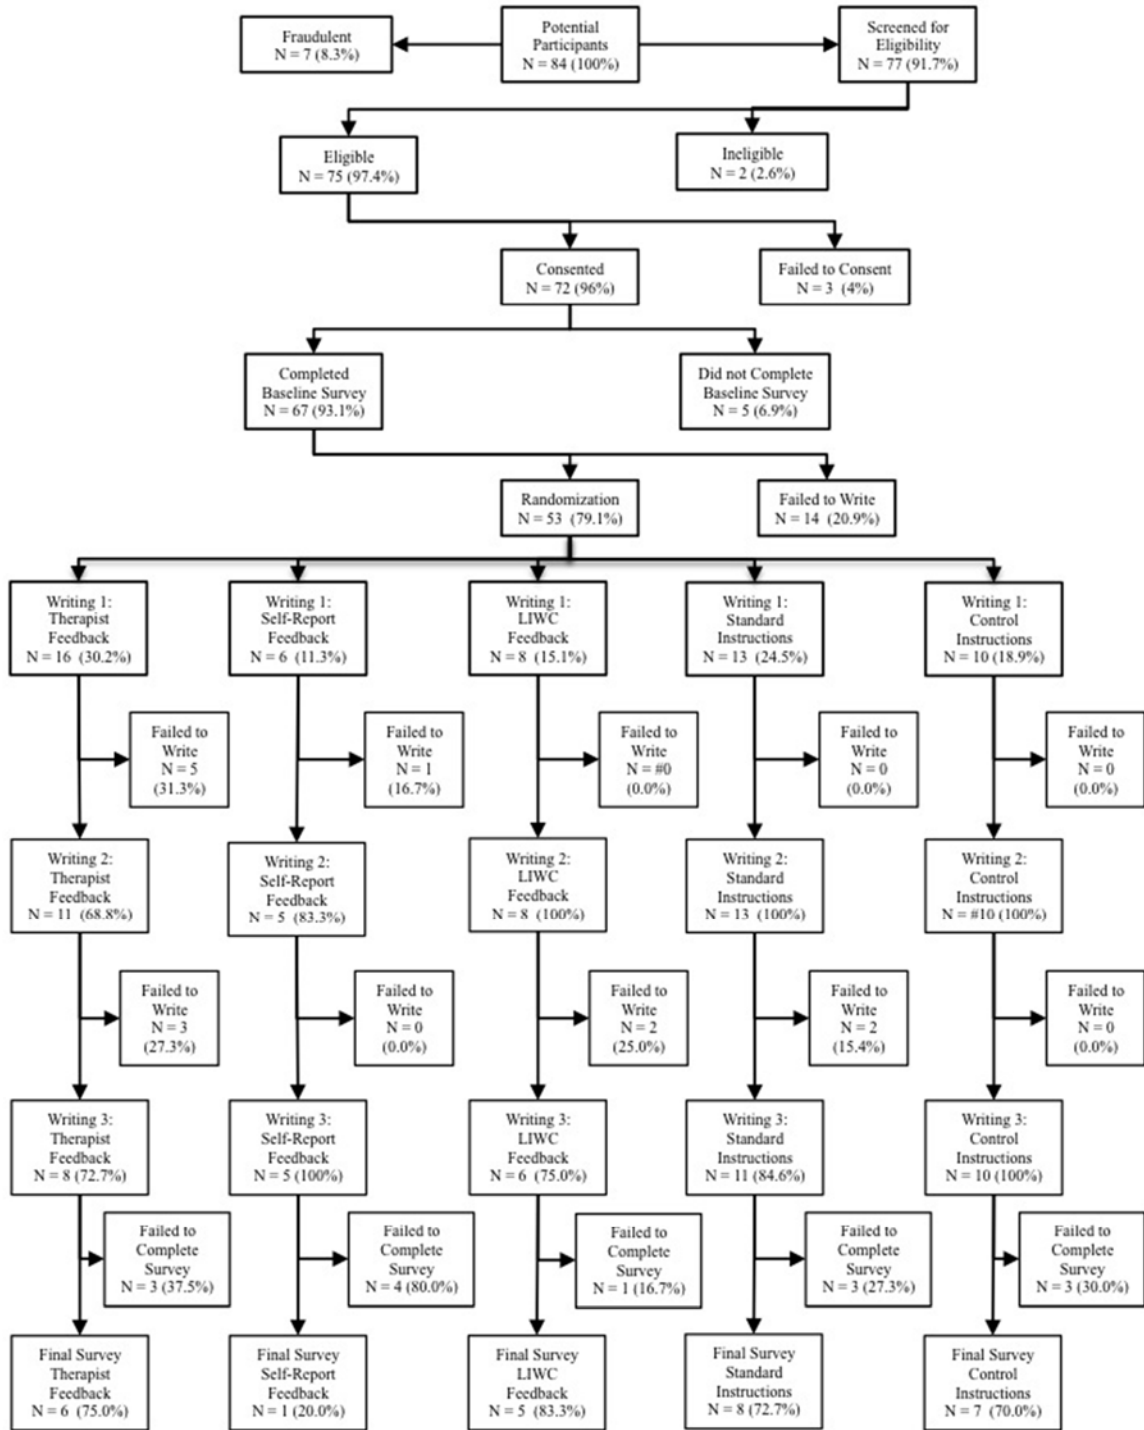 Fraudulent
N = 7 (8.3%)
Potential
Participants
N = 84 (100%)
Screened for
Eligibility
N = 77 (91.7%)
Eligible
N = 75 (97.4%)
Ineligible
N = 2 (2.6%)
Consented
N = 72 (96%)
Failed to Consent
N = 3 (4%)
Completed
Baseline Survey
N = 67 (93.1%)
Did not Complete
Baseline Survey
N = 5 (6.9%)
Randomization
N = 53 (79.1%)
Failed to Write
N = 14 (20.9%)
Writing 1:
Therapist
Feedback
N = 16 (30.2%)
Writing 1:
Self-Report
Feedback
N = 6 (11.3%)
Writing 1:
LIWC
Feedback
N = 8 (15.1%)
Writing 1:
Standard
Instructions
N = 13 (24.5%)
Writing 1:
Control
Instructions
N = 10 (18.9%)
Failed to
Write
N = 5
(31.3%)
Failed to
Write
N = 1
(16.7%)
Failed to
Write
N = #0
(0.0%)
Failed to
Write
N = 0
(0.0%)
Failed to
Write
N = 0
(0.0%)
Writing 2:
Therapist
Feedback
N = 11 (68.8%)
Writing 2:
Self-Report
Feedback
N = 5 (83.3%)
Writing 2:
LIWC
Feedback
N = 8 (100%)
Writing 2:
Standard
Instructions
N = 13 (100%)
Writing 2:
Control
Instructions
N = #10 (100%)
Failed to
Write
N = 3
(27.3%)
Failed to
Write
N = 0
(0.0%)
Failed to
Write
N = 2
(25.0%)
Failed to
Write
N = 2
(15.4%)
Failed to
Write
N = 0
(0.0%)
Writing 3:
Therapist
Feedback
N = 8 (72.7%)
Writing 3:
Self-Report
Feedback
N = 5 (100%)
Writing 3:
LIWC
Feedback
N = 6 (75.0%)
Writing 3:
Standard
Instructions
N = 11 (84.6%)
Writing 3:
Control
Instructions
N = 10 (100%)
Failed to
Complete
Survey
N = 3 (37.5%)
Failed to
Complete
Survey
N = 4 (80.0%)
Failed to
Complete
Survey
N = 1 (16.7%)
Failed to
Complete
Survey
N = 3 (27.3%)
Failed to
Complete
Survey
N = 3 (30.0%)
Final Survey
Therapist
Feedback
N = 6 (75.0%)
Final Survey
Self-Report
Feedback
N = 1 (20.0%)
Final Survey
LIWC
Feedback
N = 5 (83.3%)
Final Survey
Standard
Instructions
N = 8 (72.7%)
Final Survey
Control
Instructions
N = 7 (70.0%)